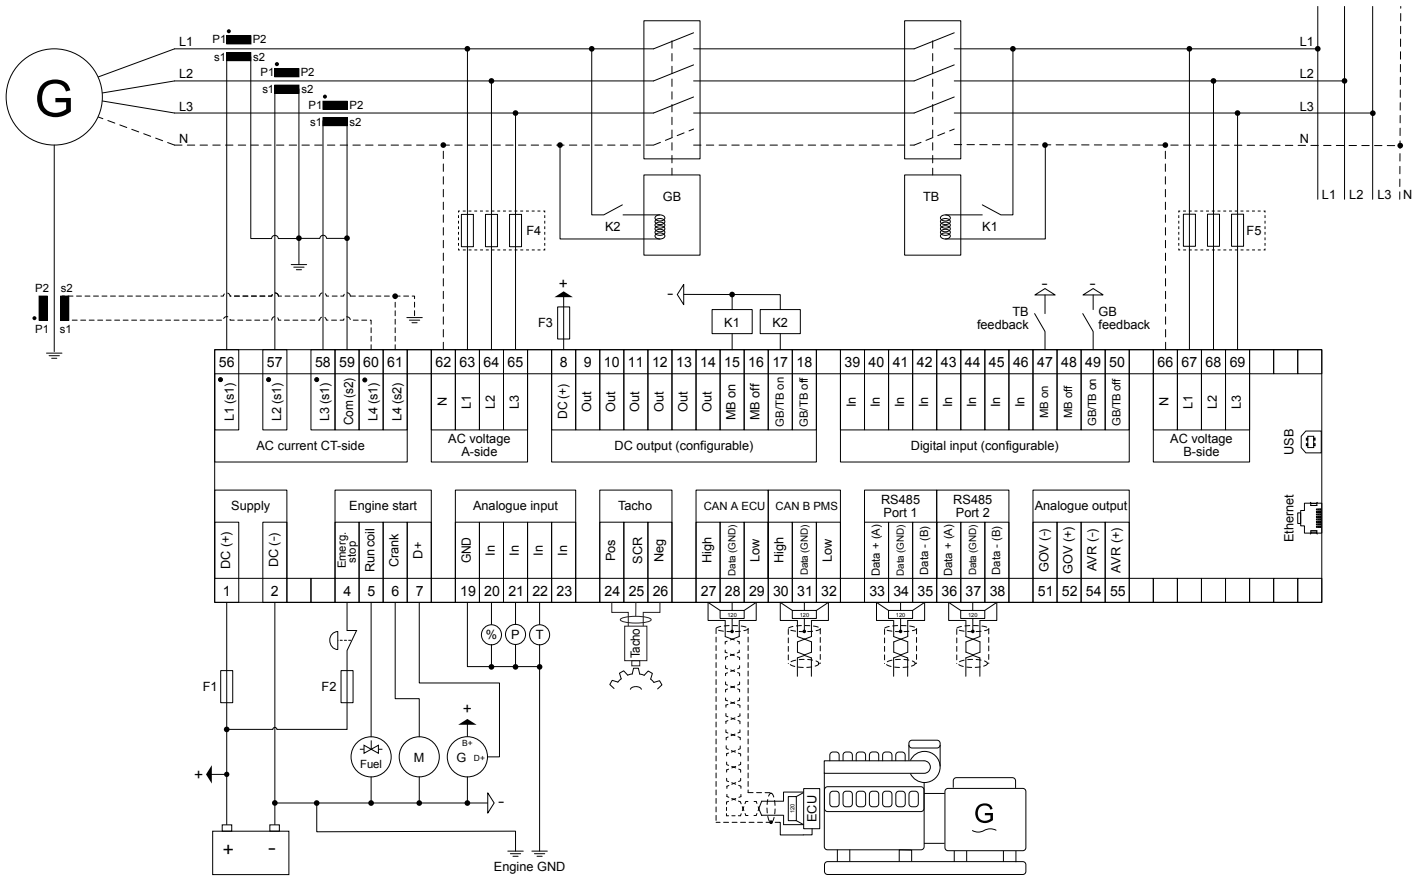 L1
P1 P2
s1 s2
L2
P1 P2
s1 s2
L3
P1 P2
s1 s2
N
G
L1
L2
L3
N
L1 L2 L3 N
GB
K2
TB
K1
F4
F5
P2 s2
P1 s1
+
F3
-
K1 K2
-
TB feedback
-
GB feedback
56 57 58 59 60 61 62 63 64 65 8 9 10 11 12 13 14 15 16 17 18 39 40 41 42 43 44 45 46 47 48 49 50 66 67 68 69
L1 (s1)
L2 (s1)
L3 (s1)
Com (s2)
L4 (s1)
L4 (s2)
N
L1
L2
L3
DC (+)
Out
Out
Out
Out
Out
Out
MB on
MB off
GB/TB on
GB/TB off
In
In
In
In
In
In
In
In
MB on
MB off
GB/TB on
GB/TB off
N
L1
L2
L3
AC current CT-side
AC voltage
A-side
DC output (configurable)
Digital input (configurable)
AC voltage
B-side
USB
Ethernet
Supply
Engine start
Analogue input
Tacho
CAN A ECU
CAN B PMS
RS485
Port 1
RS485
Port 2
Analogue output
DC (+)
DC (-)
Emerg.
stop
Run coil
Crank
D+
GND
In
In
In
In
Pos
SCR
Neg
High
Data (GND)
Low
High
Data (GND)
Low
Data + (A)
Data (GND)
Data - (B)
Data + (A)
Data (GND)
Data - (B)
GOV (-)
GOV (+)
AVR (-)
AVR (+)
1 2 4 5 6 7 19 20 21 22 23 24 25 26 27 28 29 30 31 32 33 34 35 36 37 38 51 52 54 55
120
120
120
120
% P T
Tacho
F1
F2
+
B+
G D+
Fuel
M
+
-
+ -
Engine GND
120
ECU
G